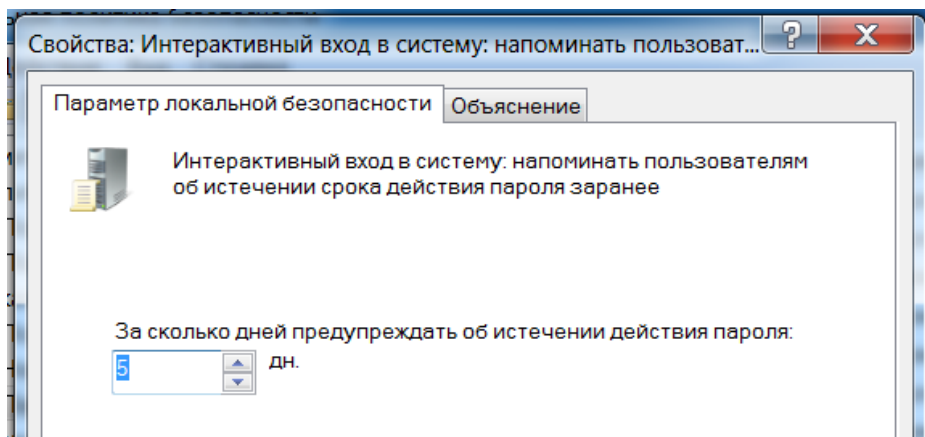 Свойства: Интерактивный вход в систему: напоминать пользоват...
Параметр локальной безопасности
Объяснение
Интерактивный вход в систему: напоминать пользователям
об истечении срока действия пароля заранее
За сколько дней предупреждать об истечении действия пароля:
5 дн.